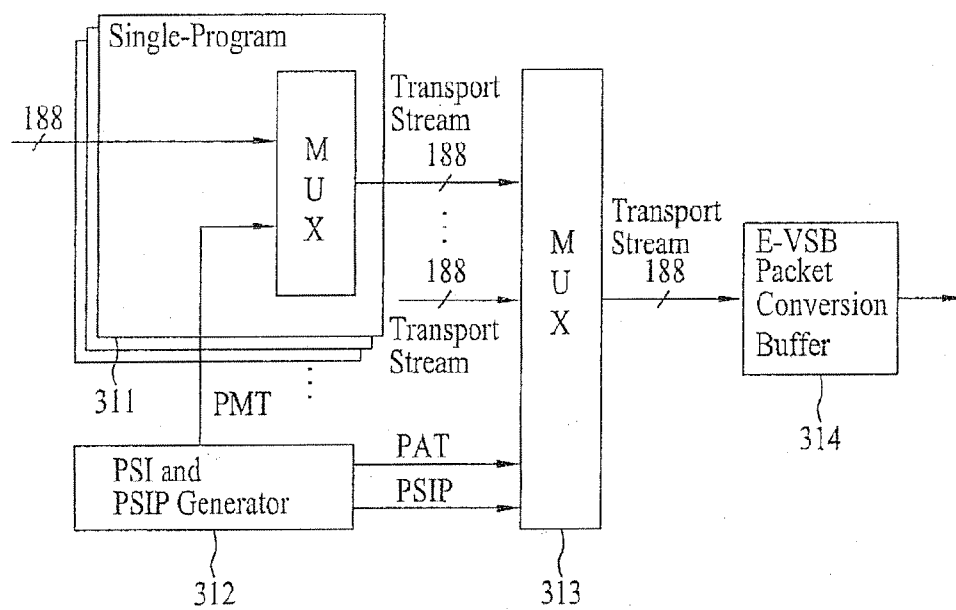 Single-Program
188
M
U
X
Transport
Stream
188
188
Transport
Stream
M
U
X
Transport
Stream
188
E-VSB
Packet
Conversion
Buffer
311
PMT
314
PSI and
PSIP Generator
PAT
PSIP
312
313